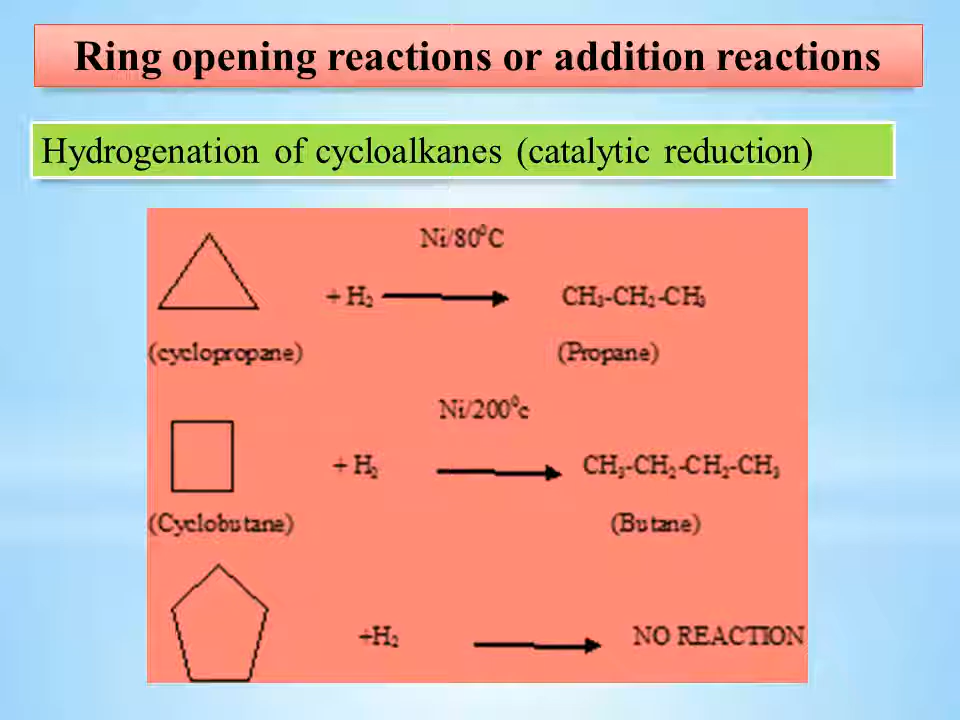 Ring opening reactions or addition reactions
Hydrogenation of cycloalkanes (catalytic reduction)
Ni/80⁰C
+ H₂ CH₃-CH₂-CH₃
(cyclopropane) (Propane)
Ni/200⁰c
+ H₂ CH₃-CH₂-CH₂-CH₃
(Cyclobutane) (Butane)
+H₂ NO REACTION